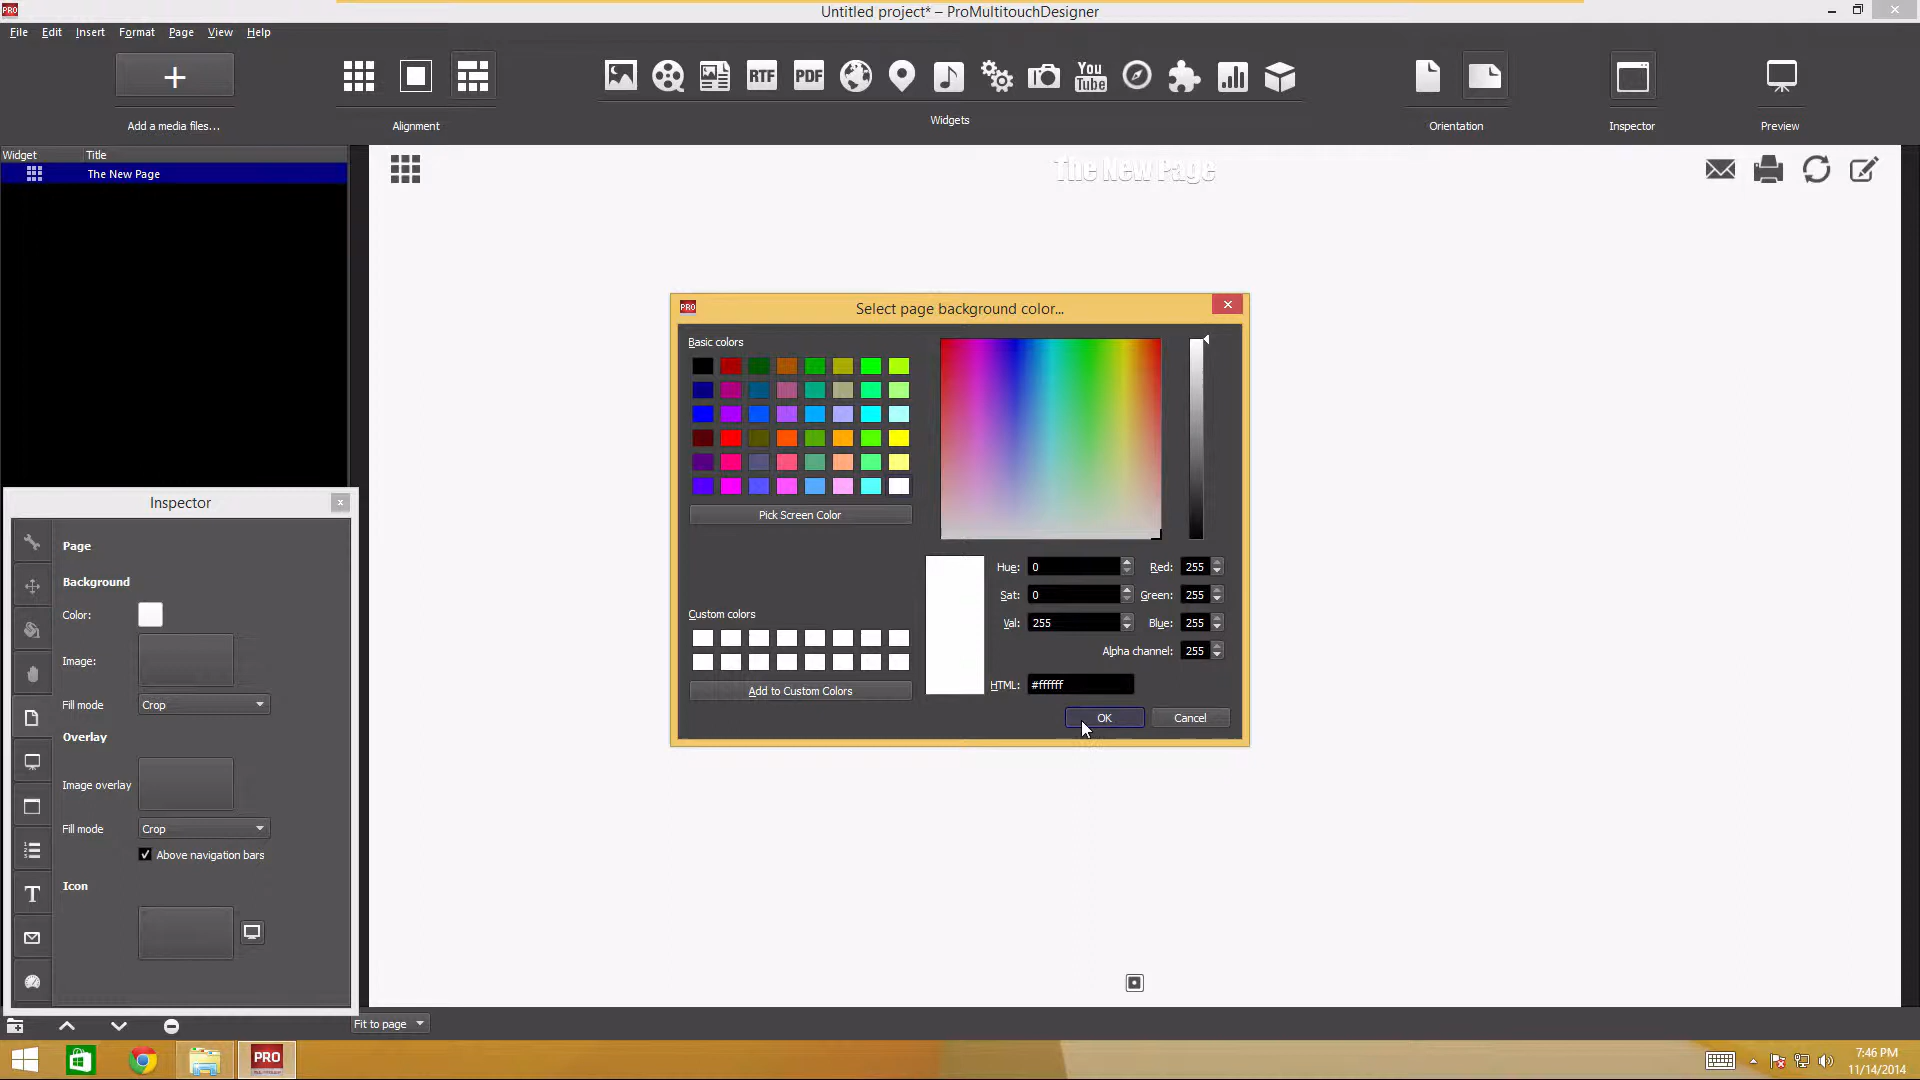 PRO Untitled project* – ProMultitouchDesigner
File Edit Insert Format Page View Help
RTF PDF You Tube
Add a media files... Alignment Widgets Orientation Inspector Preview
Widget Title
The New Page
The New Page
PRO Select page background color...
Basic colors
Pick Screen Color
Custom colors
Add to Custom Colors
Hue: 0 Red: 255
Sat: 0 Green: 255
Val: 255 Blue: 255
Alpha channel: 255
HTML: #ffffff
OK Cancel
Inspector
Page
Background
Color:
Image:
Fill mode Crop
Overlay
Image overlay
Fill mode Crop
Above navigation bars
Icon
T
Fit to page
PRO
7:46 PM
11/14/2014